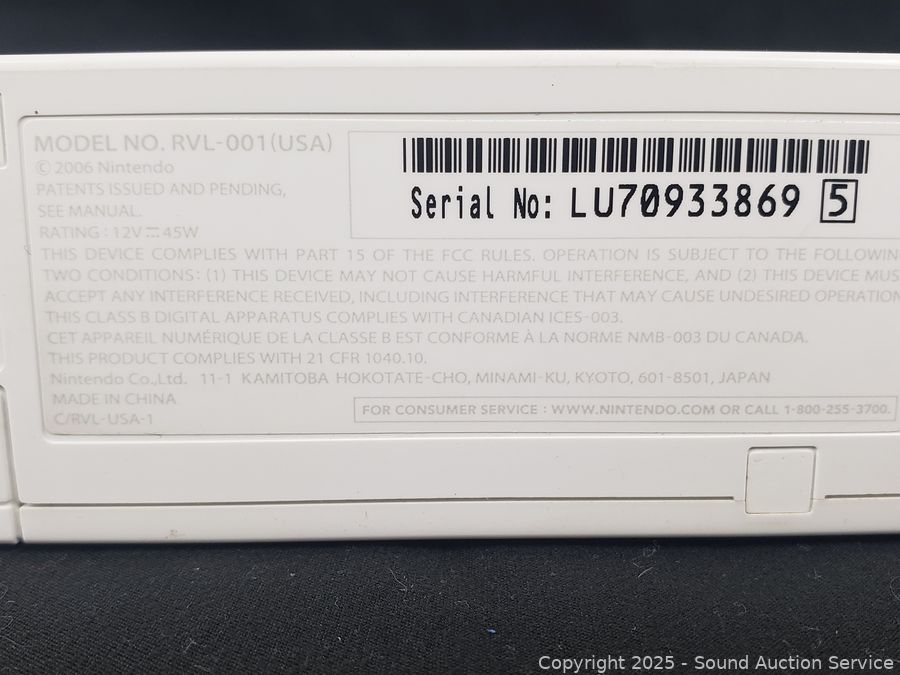 MODEL NO. RVL-001(USA)
© 2006 Nintendo
PATENTS ISSUED AND PENDING,
SEE MANUAL.
RATING : 12V ⎓ 45W
Serial No: LU70933869 5
THIS DEVICE COMPLIES WITH PART 15 OF THE FCC RULES. OPERATION IS SUBJECT TO THE FOLLOWING
TWO CONDITIONS: (1) THIS DEVICE MAY NOT CAUSE HARMFUL INTERFERENCE, AND (2) THIS DEVICE MUS
ACCEPT ANY INTERFERENCE RECEIVED, INCLUDING INTERFERENCE THAT MAY CAUSE UNDESIRED OPERATION
THIS CLASS B DIGITAL APPARATUS COMPLIES WITH CANADIAN ICES-003.
CET APPAREIL NUMÉRIQUE DE LA CLASSE B EST CONFORME À LA NORME NMB-003 DU CANADA.
THIS PRODUCT COMPLIES WITH 21 CFR 1040.10.
Nintendo Co.,Ltd. 11-1 KAMITOBA HOKOTATE-CHO, MINAMI-KU, KYOTO, 601-8501, JAPAN
MADE IN CHINA
C/RVL-USA-1
FOR CONSUMER SERVICE : WWW.NINTENDO.COM OR CALL 1-800-255-3700.
Copyright 2025 - Sound Auction Service